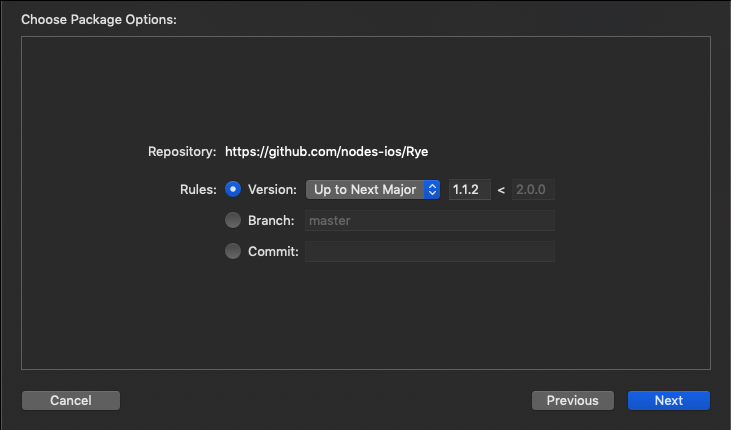 Choose Package Options:
Repository: https://github.com/nodes-ios/Rye
Rules: Version: Up to Next Major 1.1.2 < 2.0.0
Branch: master
Commit:
Cancel Previous Next